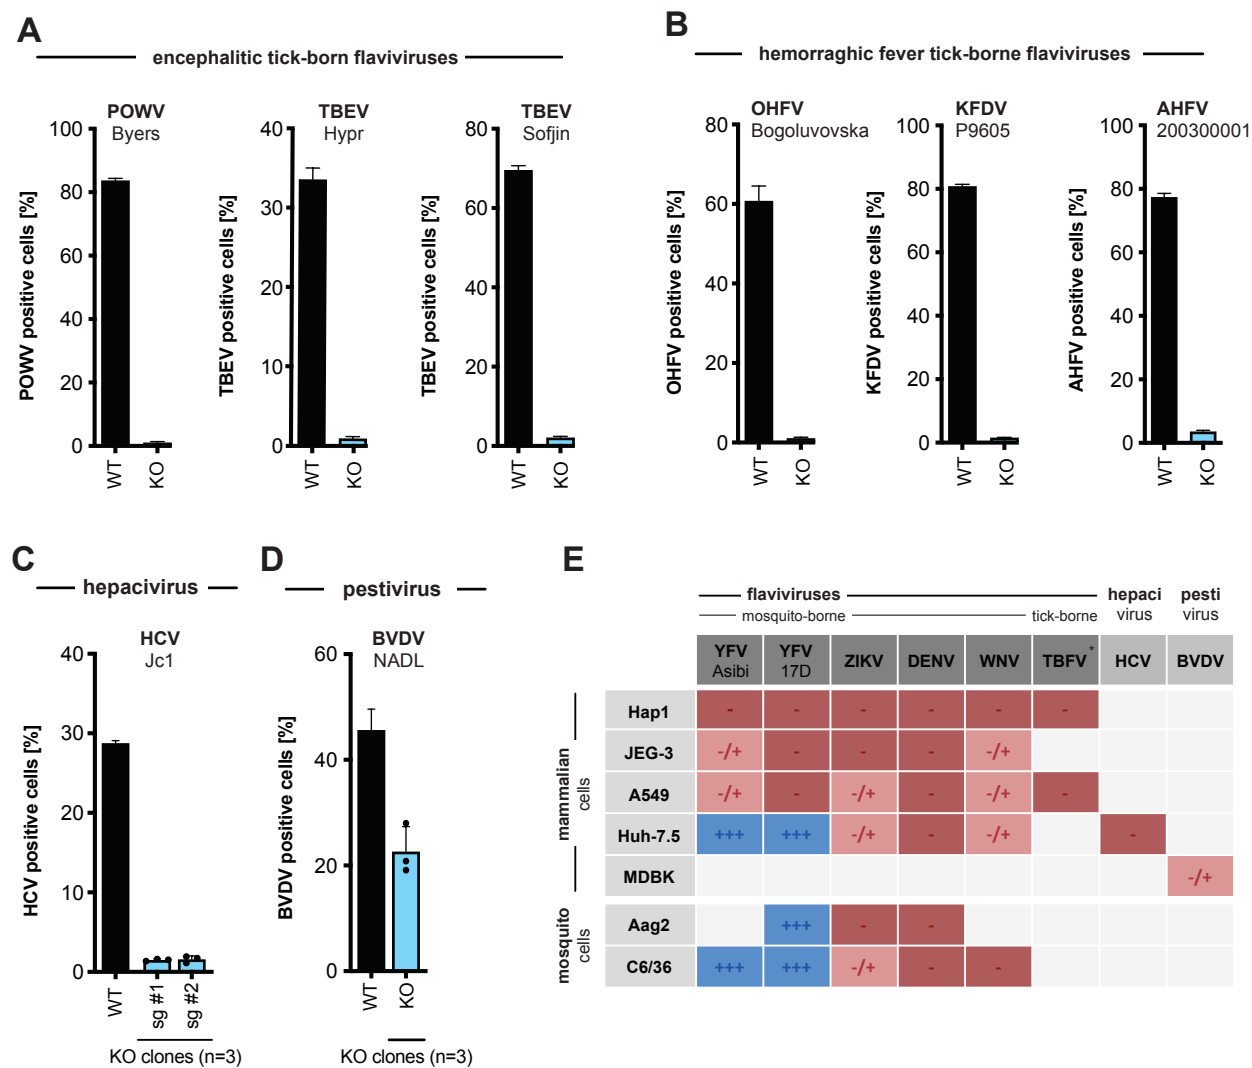 A
encephalitic tick-born flaviviruses
POWV
Byers
POWV positive cells [%]
100
80
60
40
20
0
WT
KO
TBEV
Hypr
TBEV positive cells [%]
40
30
20
10
0
WT
KO
TBEV
Sofjin
TBEV positive cells [%]
80
60
40
20
0
WT
KO
B
hemorraghic fever tick-borne flaviviruses
OHFV
Bogoluvovska
OHFV positive cells [%]
80
60
40
20
0
WT
KO
KFDV
P9605
KFDV positive cells [%]
100
80
60
40
20
0
WT
KO
AHFV
200300001
AHFV positive cells [%]
100
80
60
40
20
0
WT
KO
C
hepacivirus
HCV
Jc1
HCV positive cells [%]
40
30
20
10
0
WT
sg #1
sg #2
KO clones (n=3)
D
pestivirus
BVDV
NADL
BVDV positive cells [%]
60
40
20
0
WT
KO
KO clones (n=3)
E
flaviviruses hepaci pesti
mosquito-borne tick-borne virus virus
YFV Asibi YFV 17D ZIKV DENV WNV TBFV* HCV BVDV
mammalian cells
Hap1 - - - - - -
JEG-3 -/+ - - - -/+
A549 -/+ - -/+ - -/+ -
Huh-7.5 +++ +++ -/+ - -/+ -
MDBK -/+
mosquito cells
Aag2 +++ - -
C6/36 +++ +++ -/+ - -